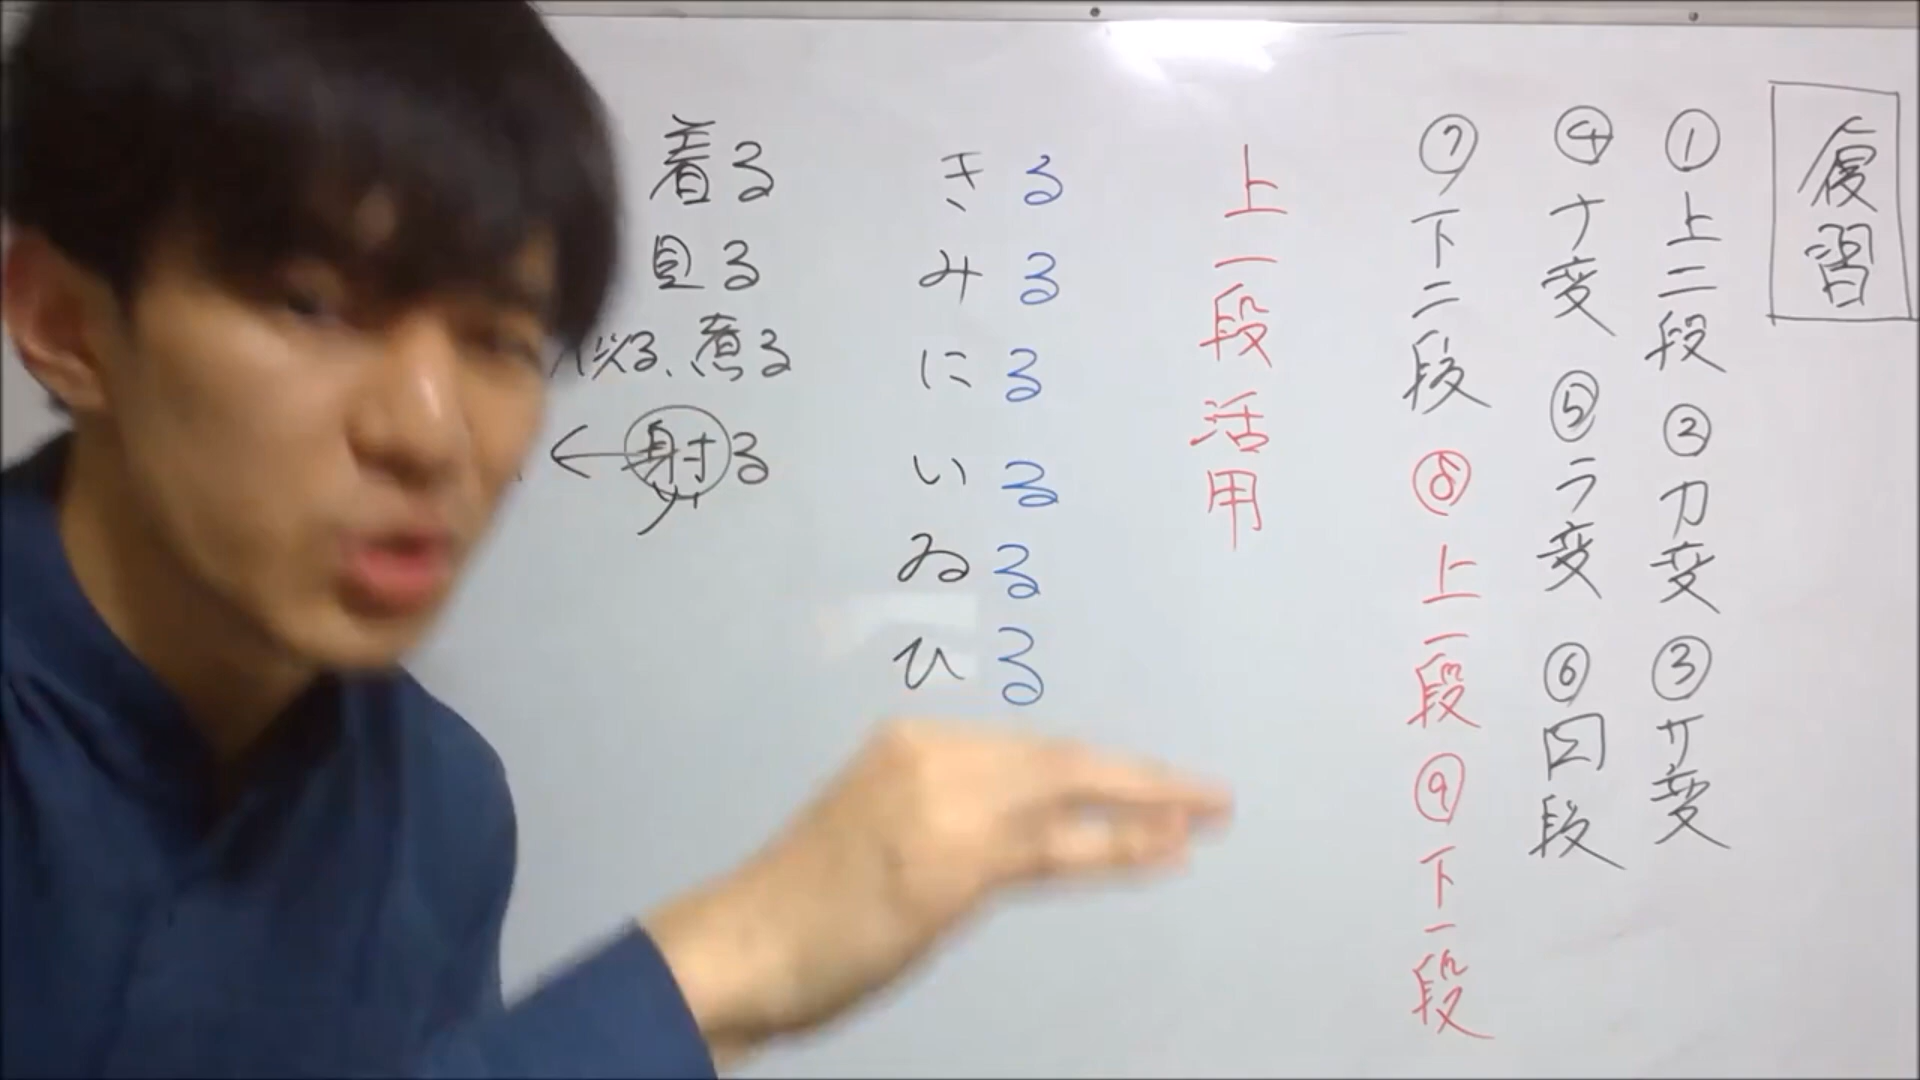 復習
①上二段 ②カ変 ③サ変
④ナ変 ⑤ラ変 ⑥四段
⑦下二段 ⑧上一段 ⑨下一段
上一段活用
きる
みる
にる
いる
ゐる
ひる
着る
見る
似る、煮る
←射る